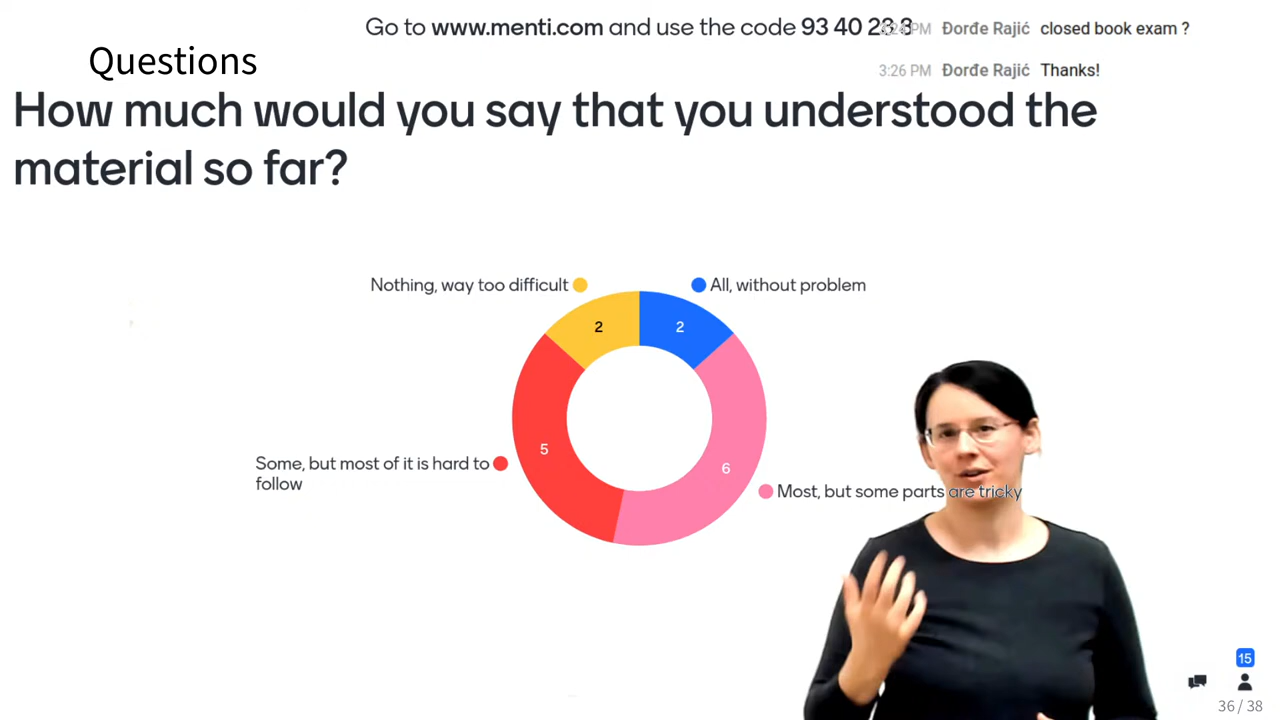 Go to www.menti.com and use the code 93 40 23 3
PM Đorđe Rajić closed book exam ?
Questions
3:26 PM Đorđe Rajić Thanks!
How much would you say that you understood the
material so far?
Nothing, way too difficult
All, without problem
2
2
5
6
Some, but most of it is hard to
follow
Most, but some parts are tricky
15
36 / 38